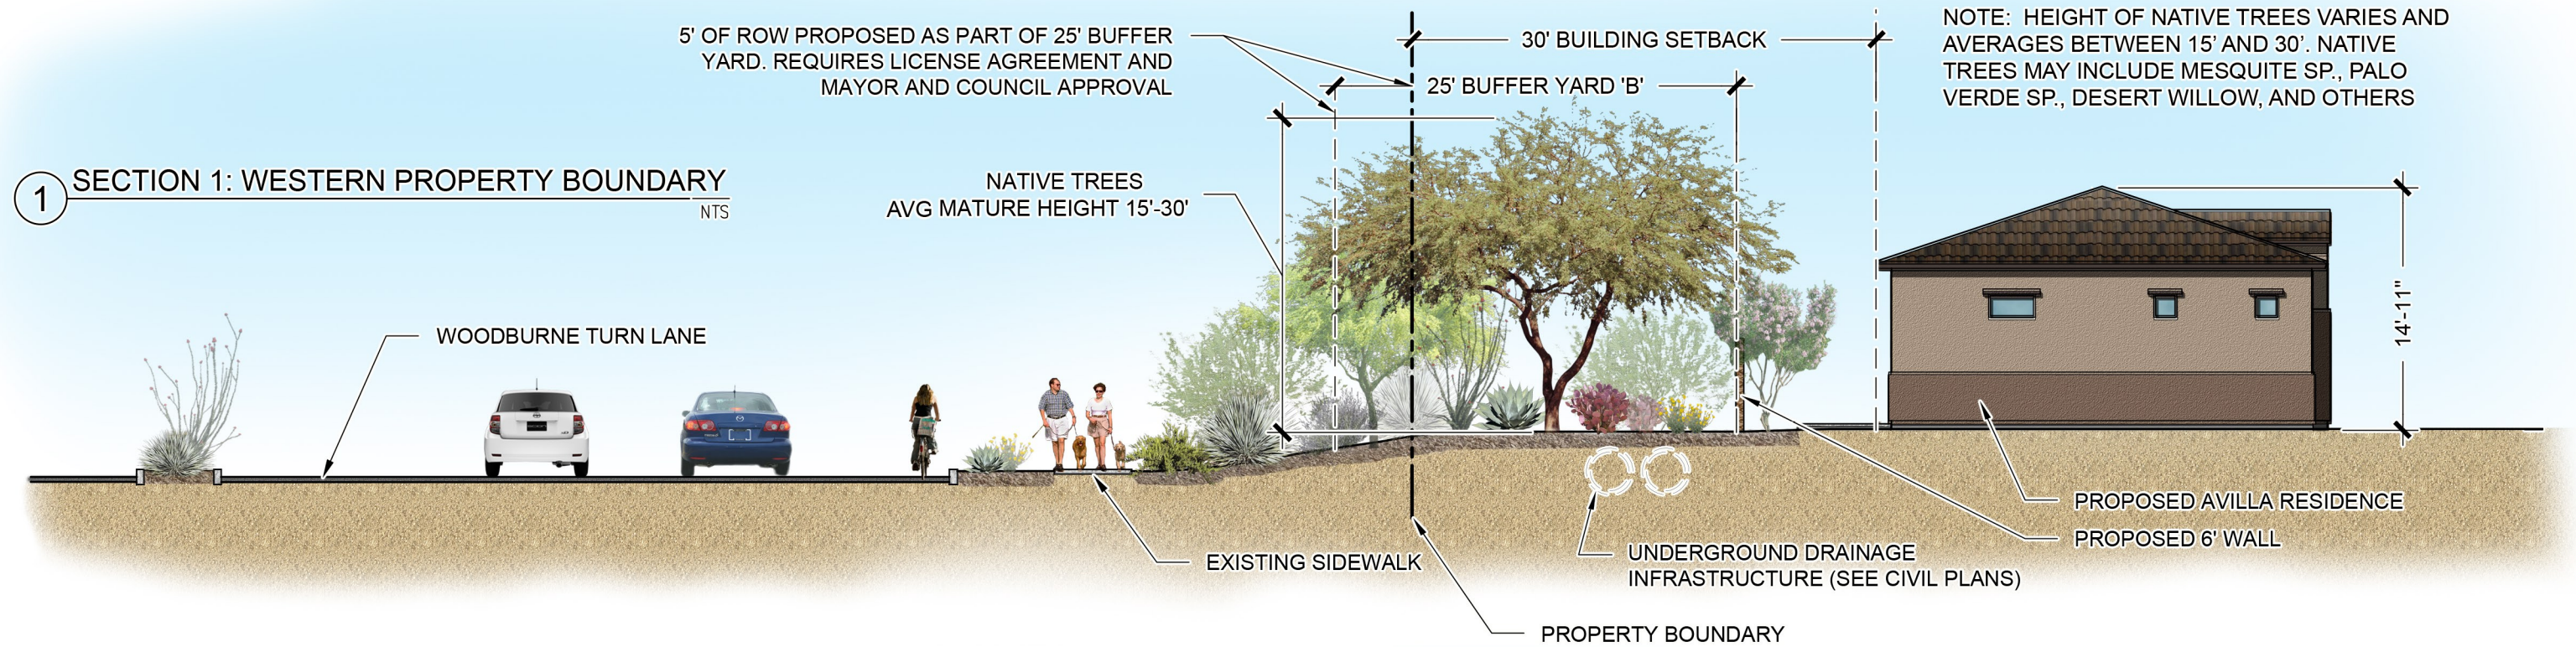 5' OF ROW PROPOSED AS PART OF 25' BUFFER
YARD. REQUIRES LICENSE AGREEMENT AND
MAYOR AND COUNCIL APPROVAL
30' BUILDING SETBACK
25' BUFFER YARD 'B'
NOTE: HEIGHT OF NATIVE TREES VARIES AND
AVERAGES BETWEEN 15' AND 30'. NATIVE
TREES MAY INCLUDE MESQUITE SP., PALO
VERDE SP., DESERT WILLOW, AND OTHERS
1
SECTION 1: WESTERN PROPERTY BOUNDARY
NTS
NATIVE TREES
AVG MATURE HEIGHT 15'-30'
WOODBURNE TURN LANE
14'-11"
EXISTING SIDEWALK
UNDERGROUND DRAINAGE
INFRASTRUCTURE (SEE CIVIL PLANS)
PROPERTY BOUNDARY
PROPOSED AVILLA RESIDENCE
PROPOSED 6' WALL